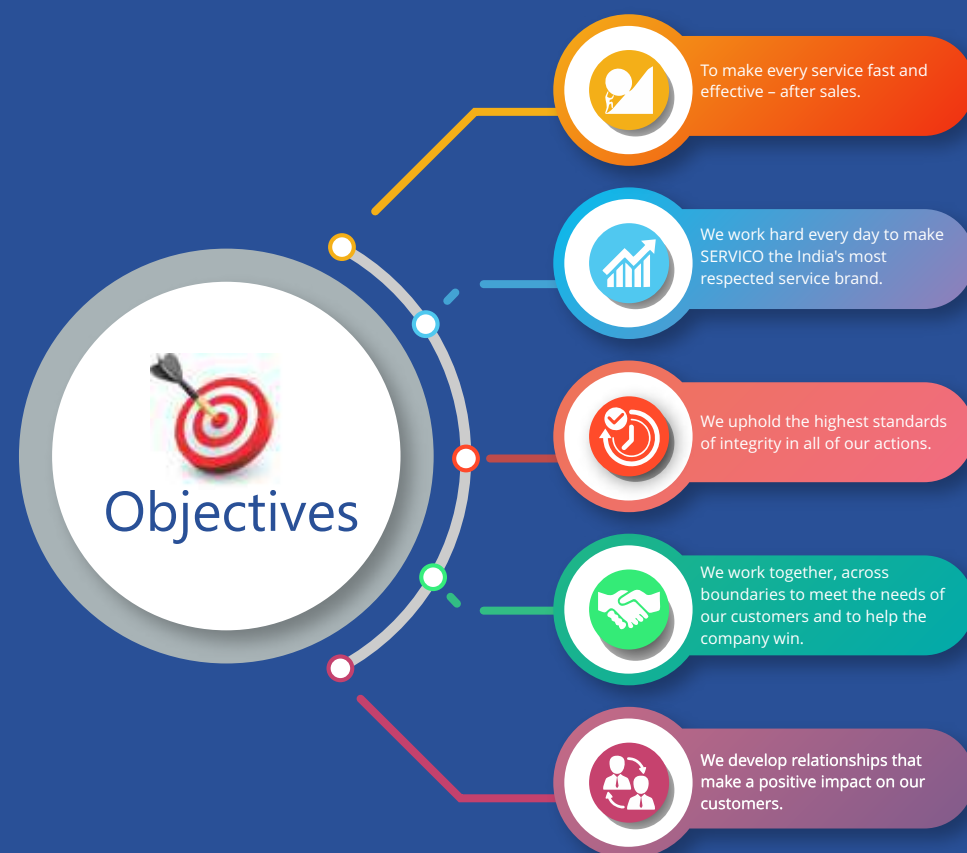 To make every service fast and
effective – after sales.
We work hard every day to make
SERVICO the India's most
respected service brand.
We uphold the highest standards
of integrity in all of our actions.
Objectives
We work together, across
boundaries to meet the needs of
our customers and to help the
company win.
We develop relationships that
make a positive impact on our
customers.